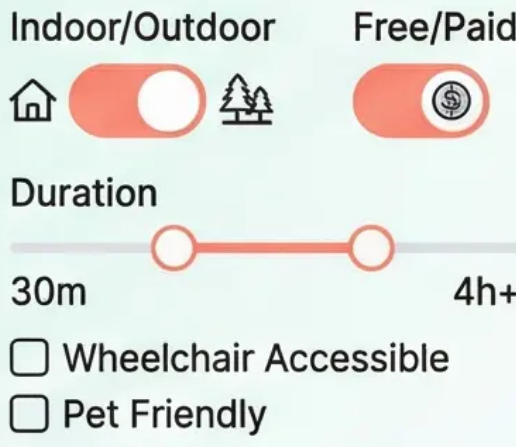 Indoor/Outdoor
Free/Paid
$
Duration
30m
4h+
Wheelchair Accessible
Pet Friendly